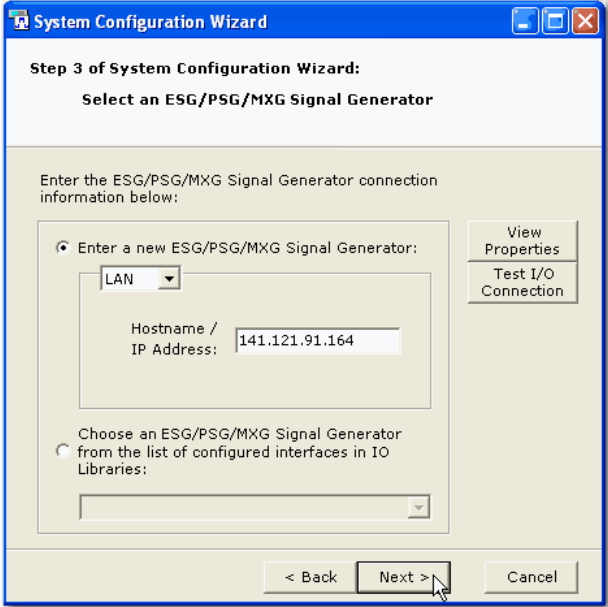 System Configuration Wizard
Step 3 of System Configuration Wizard:
Select an ESG/PSG/MXG Signal Generator
Enter the ESG/PSG/MXG Signal Generator connection
information below:
Enter a new ESG/PSG/MXG Signal Generator:
LAN
Hostname /
IP Address:
141.121.91.164
Choose an ESG/PSG/MXG Signal Generator
from the list of configured interfaces in IO
Libraries:
View
Properties
Test I/O
Connection
< Back
Next >
Cancel